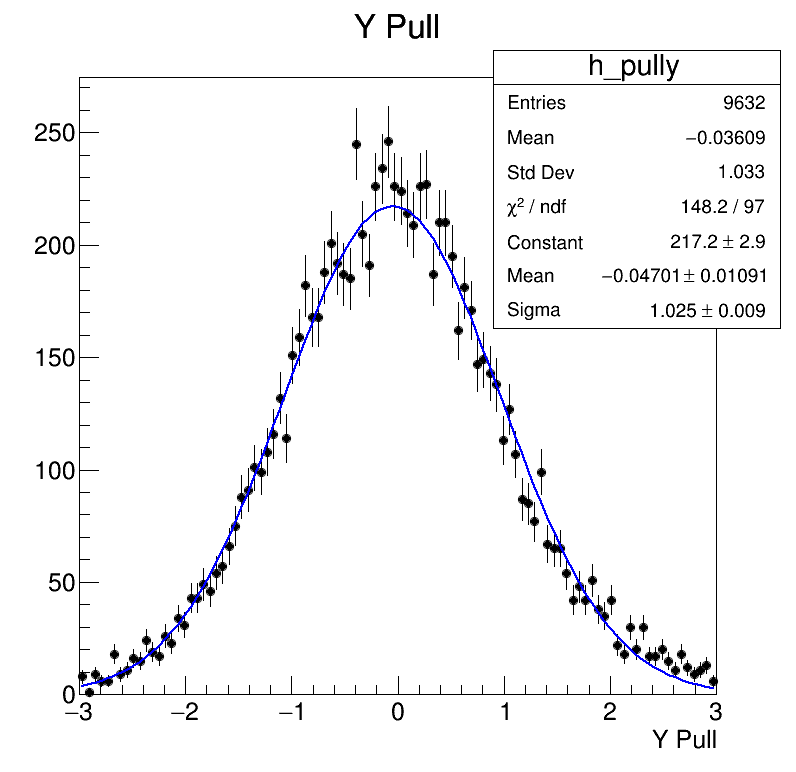 Y Pull
h_pully
Entries 9632
Mean −0.03609
Std Dev 1.033
χ² / ndf 148.2 / 97
Constant 217.2 ± 2.9
Mean −0.04701 ± 0.01091
Sigma 1.025 ± 0.009
250
200
150
100
50
0
−3 −2 −1 0 1 2 3
Y Pull